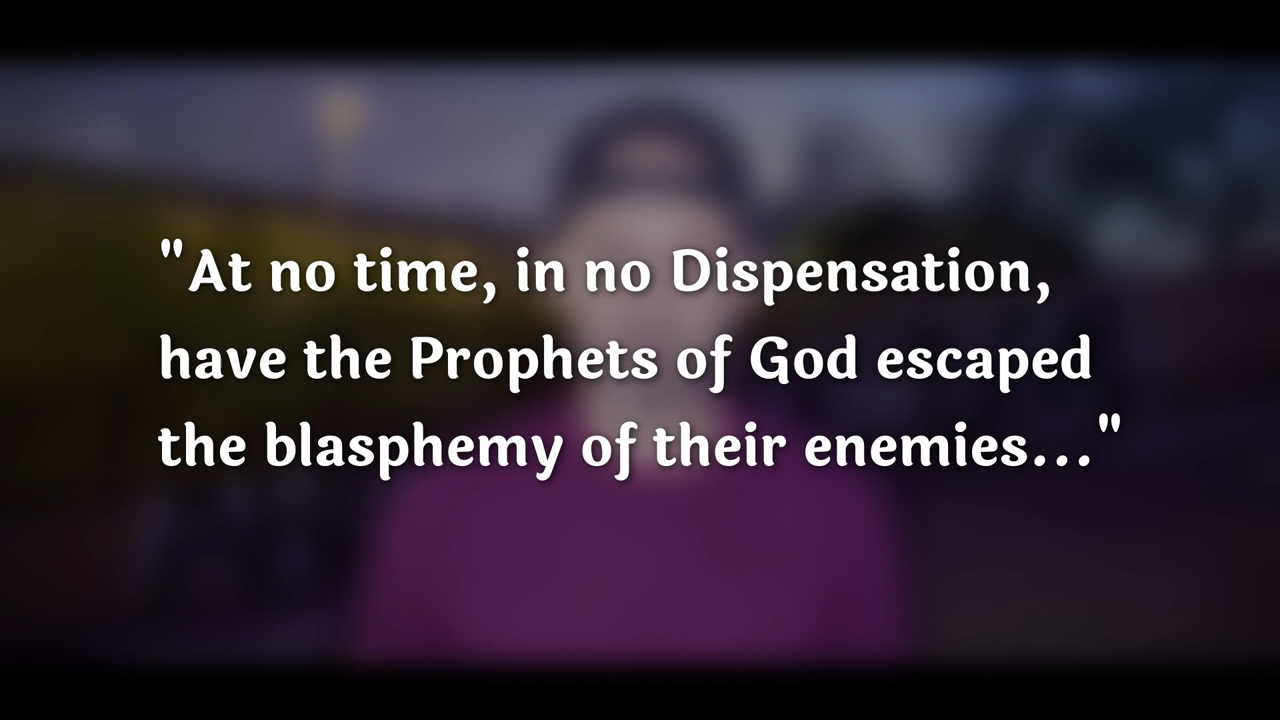 "At no time, in no Dispensation,
have the Prophets of God escaped
the blasphemy of their enemies..."